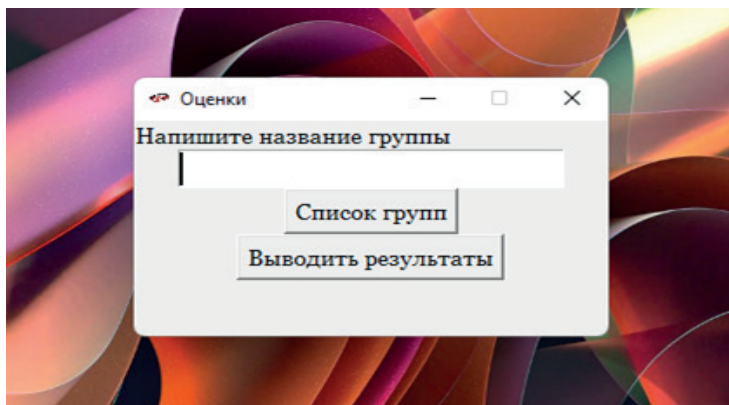 Оценки
Напишите название группы
Список групп
Выводить результаты